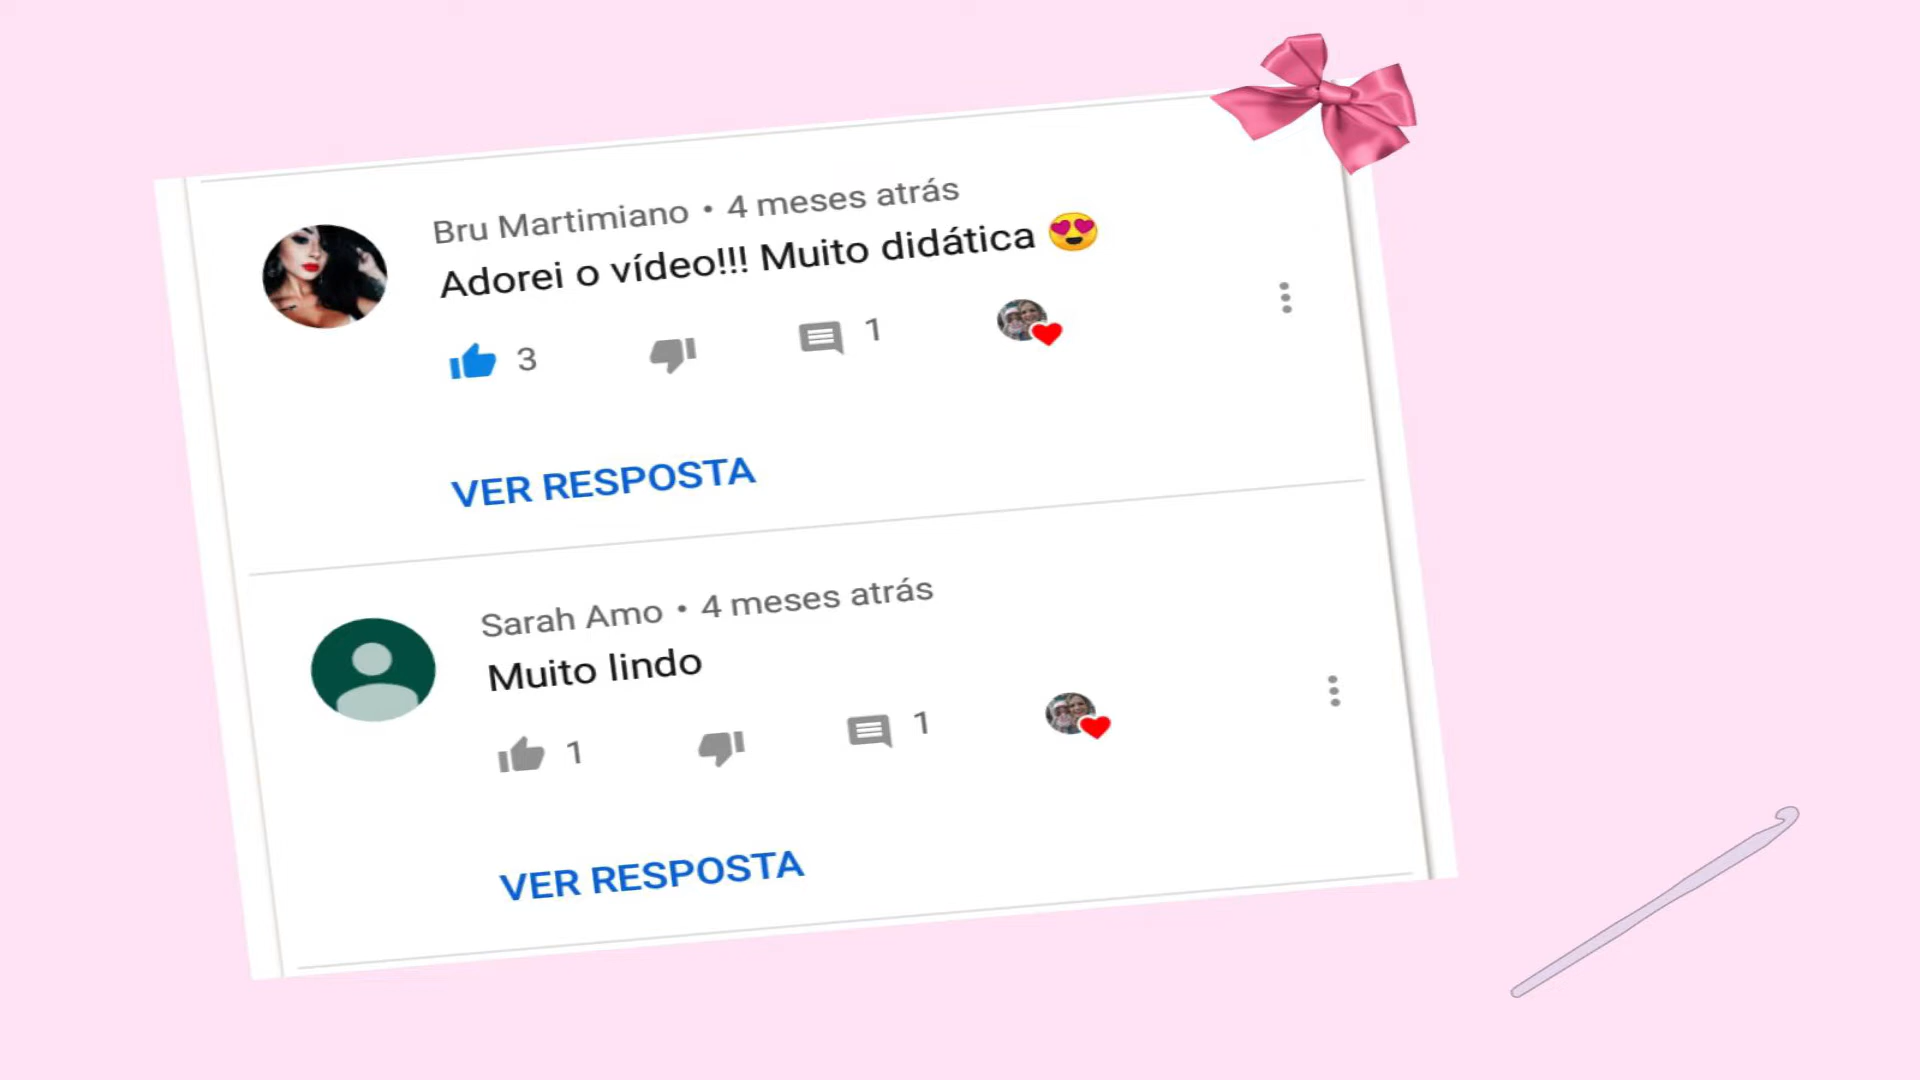 Bru Martimiano • 4 meses atrás
Adorei o vídeo!!! Muito didática 😍
3
1
VER RESPOSTA
Sarah Amo • 4 meses atrás
Muito lindo
1
1
VER RESPOSTA